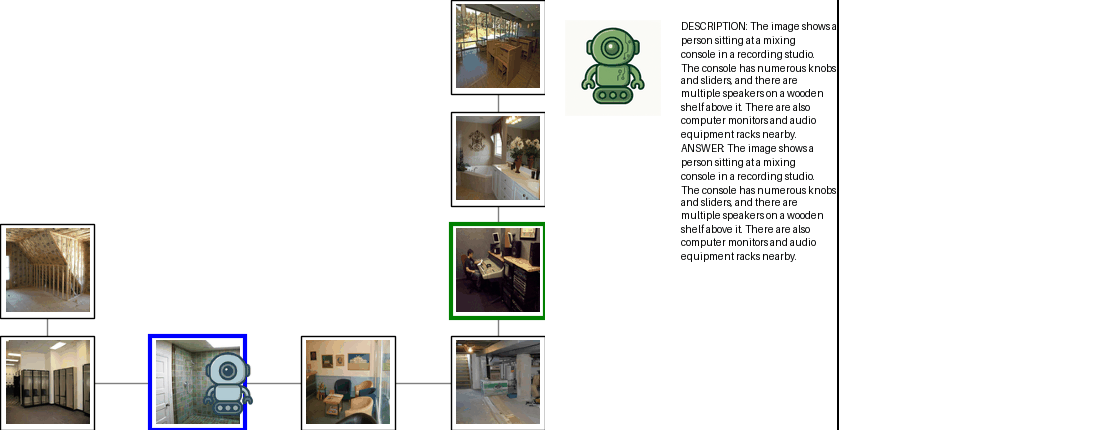 DESCRIPTION: The image shows a
person sitting at a mixing
console in a recording studio.
The console has numerous knobs
and sliders, and there are
multiple speakers on a wooden
shelf above it. There are also
computer monitors and audio
equipment racks nearby.
ANSWER: The image shows a
person sitting at a mixing
console in a recording studio.
The console has numerous knobs
and sliders, and there are
multiple speakers on a wooden
shelf above it. There are also
computer monitors and audio
equipment racks nearby.